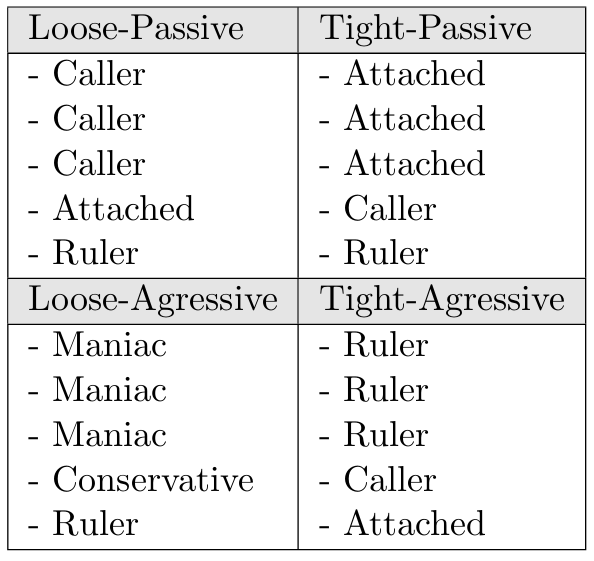 Loose-Passive Tight-Passive
- Caller - Attached
- Caller - Attached
- Caller - Attached
- Attached - Caller
- Ruler - Ruler
Loose-Agressive Tight-Agressive
- Maniac - Ruler
- Maniac - Ruler
- Maniac - Ruler
- Conservative - Caller
- Ruler - Attached